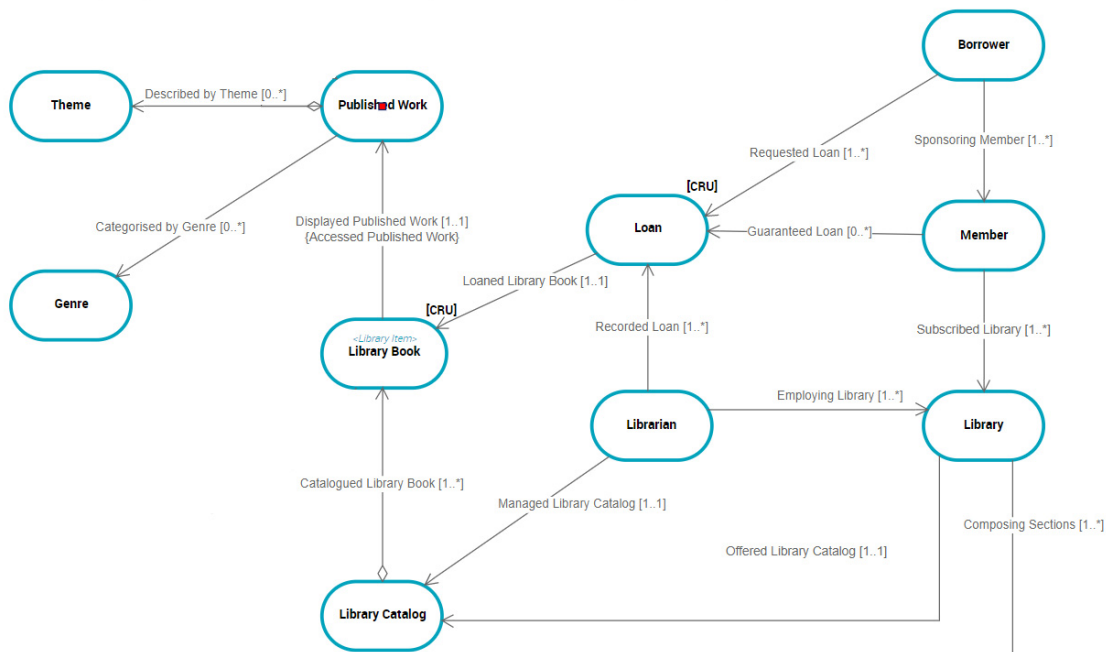 Borrower
Theme
Described by Theme [0..*]
Published Work
Sponsoring Member [1..*]
Requested Loan [1..*]
[CRU]
Categorised by Genre [0..*]
Displayed Published Work [1..1]
{Accessed Published Work}
Loan
Guaranteed Loan [0..*]
Member
Genre
Loaned Library Book [1..1]
[CRU]
Recorded Loan [1..*]
Subscribed Library [1..*]
<Library Item>
Library Book
Employing Library [1..*]
Librarian
Library
Catalogued Library Book [1..*]
Managed Library Catalog [1..1]
Composing Sections [1..*]
Offered Library Catalog [1..1]
Library Catalog